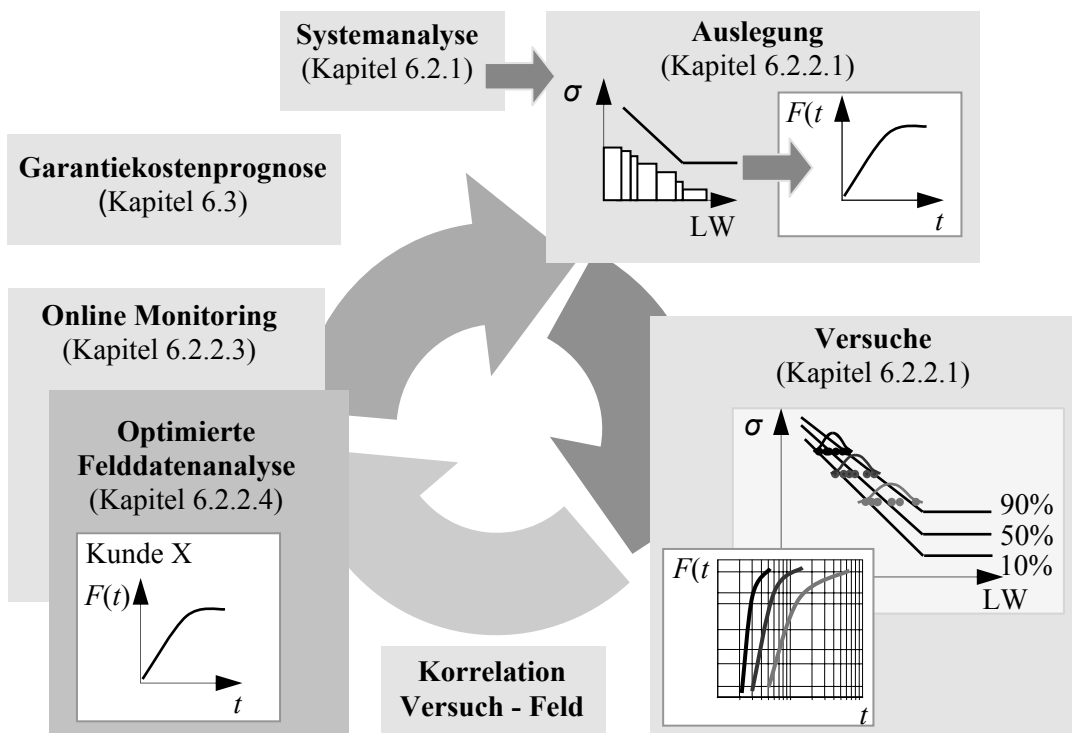 Systemanalyse
(Kapitel 6.2.1)
Auslegung
(Kapitel 6.2.2.1)
σ
LW
F(t
t
Garantiekostenprognose
(Kapitel 6.3)
Online Monitoring
(Kapitel 6.2.2.3)
Optimierte
Felddatenanalyse
(Kapitel 6.2.2.4)
Kunde X
F(t)
t
Versuche
(Kapitel 6.2.2.1)
σ
90%
50%
10%
LW
F(t
t
Korrelation
Versuch - Feld